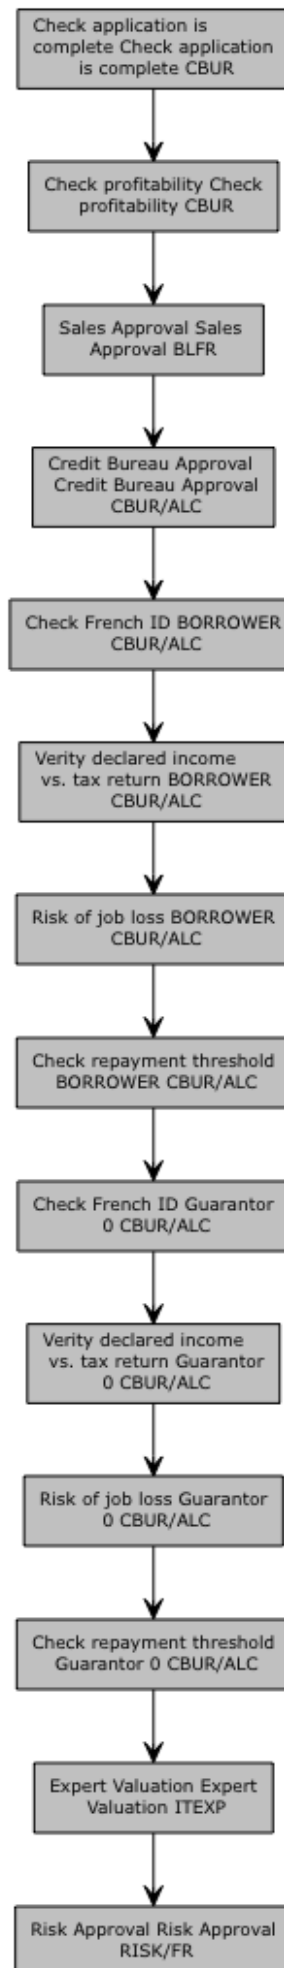 Check application is
complete Check application
is complete CBUR
Check profitability Check
profitability CBUR
Sales Approval Sales
Approval BLFR
Credit Bureau Approval
Credit Bureau Approval
CBUR/ALC
Check French ID BORROWER
CBUR/ALC
Verity declared income
vs. tax return BORROWER
CBUR/ALC
Risk of job loss BORROWER
CBUR/ALC
Check repayment threshold
BORROWER CBUR/ALC
Check French ID Guarantor
0 CBUR/ALC
Verity declared income
vs. tax return Guarantor
0 CBUR/ALC
Risk of job loss Guarantor
0 CBUR/ALC
Check repayment threshold
Guarantor 0 CBUR/ALC
Expert Valuation Expert
Valuation ITEXP
Risk Approval Risk Approval
RISK/FR